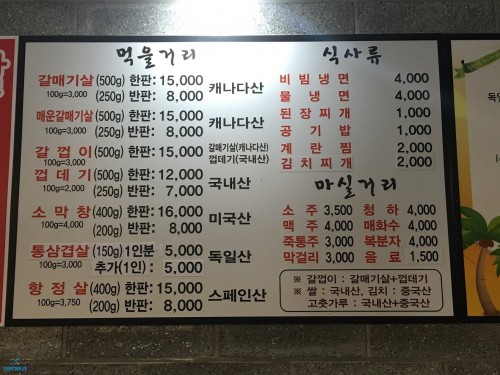 먹을거리
갈매기살 (500g) 한판: 15,000 캐나다산
100g=3,000 (250g) 반판: 8,000
매운갈매기살 (500g) 한판: 15,000 캐나다산
100g=3,000 (250g) 반판: 8,000
갈껍이 (500g) 한판: 15,000 갈매기살(캐나다산)
100g=3,000 껍데기(국내산)
껍데기 (500g) 한판: 12,000 국내산
100g=2,000 (250g) 반판: 7,000
소막창 (400g) 한판: 16,000 미국산
100g=4,000 (200g) 반판: 8,000
통삼겹살 (150g) 1인분 5,000 독일산
100g=3,000 추가(1인) : 5,000
항정살 (400g) 한판: 15,000 스페인산
100g=3,750 (200g) 반판: 8,000
식사류
비빔냉면 4,000
물냉면 4,000
된장찌개 1,000
공기밥 1,000
계란찜 2,000
김치찌개 2,000
마실거리
소주 3,500 청하 4,000
맥주 4,000 매화수 4,000
죽통주 3,000 복분자 4,000
막걸리 3,000 음료 1,500
※ 갈껍이 : 갈매기살+껍데기
※ 쌀 : 국내산, 김치 : 중국산
고춧가루 : 국내산+중국산